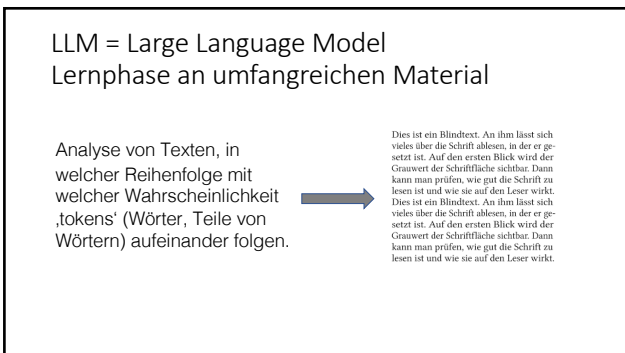 LLM = Large Language Model
Lernphase an umfangreichen Material
Analyse von Texten, in
welcher Reihenfolge mit
welcher Wahrscheinlichkeit
‚tokens‘ (Wörter, Teile von
Wörtern) aufeinander folgen.
Dies ist ein Blindtext. An ihm lässt sich
vieles über die Schrift ablesen, in der er ge-
setzt ist. Auf den ersten Blick wird der
Grauwert der Schriftfläche sichtbar. Dann
kann man prüfen, wie gut die Schrift zu
lesen ist und wie sie auf den Leser wirkt.
Dies ist ein Blindtext. An ihm lässt sich
vieles über die Schrift ablesen, in der er ge-
setzt ist. Auf den ersten Blick wird der
Grauwert der Schriftfläche sichtbar. Dann
kann man prüfen, wie gut die Schrift zu
lesen ist und wie sie auf den Leser wirkt.